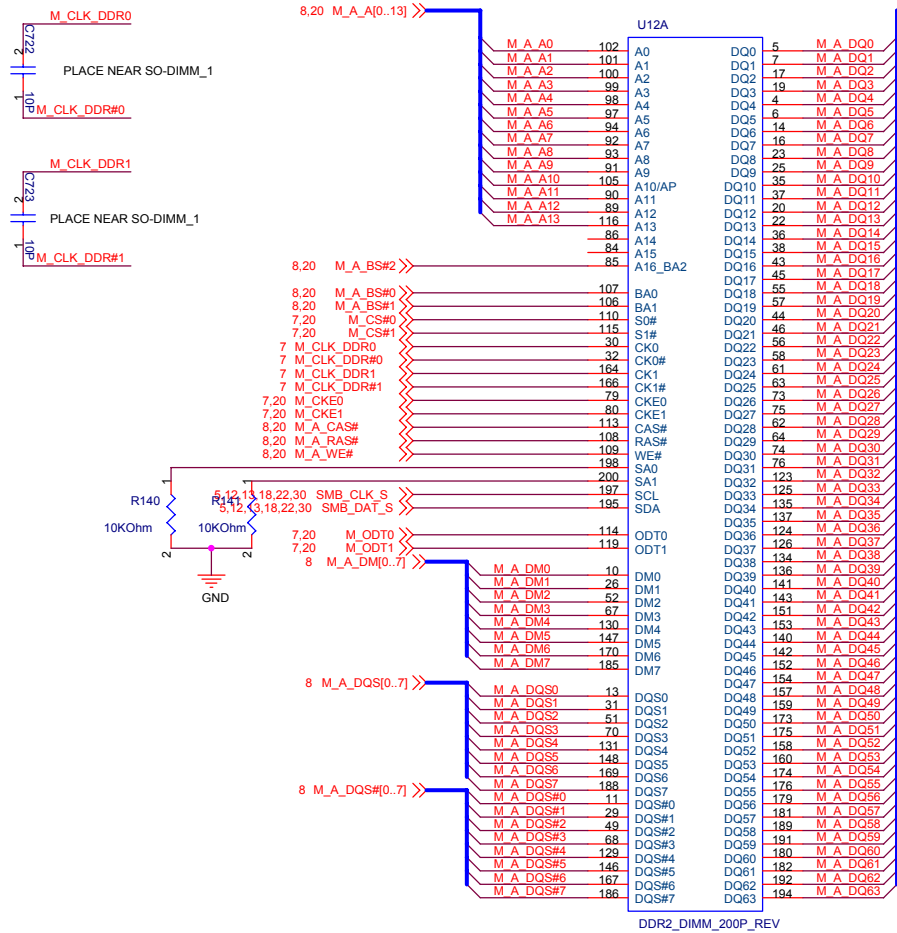 M_CLK_DDR0
C722
2
PLACE NEAR SO-DIMM_1
1
10P
M_CLK_DDR#0
M_CLK_DDR1
C723
2
PLACE NEAR SO-DIMM_1
1
10P
M_CLK_DDR#1
8,20 M_A_A[0..13]
U12A
M_A_A0 102 A0
M_A_A1 101 A1
M_A_A2 100 A2
M_A_A3 99 A3
M_A_A4 98 A4
M_A_A5 97 A5
M_A_A6 94 A6
M_A_A7 92 A7
M_A_A8 93 A8
M_A_A9 91 A9
M_A_A10 105 A10/AP
M_A_A11 90 A11
M_A_A12 89 A12
M_A_A13 116 A13
86 A14
84 A15
8,20 M_A_BS#2 85 A16_BA2
8,20 M_A_BS#0 107 BA0
8,20 M_A_BS#1 106 BA1
7,20 M_CS#0 110 S0#
7,20 M_CS#1 115 S1#
7 M_CLK_DDR0 30 CK0
7 M_CLK_DDR#0 32 CK0#
7 M_CLK_DDR1 164 CK1
7 M_CLK_DDR#1 166 CK1#
7,20 M_CKE0 79 CKE0
7,20 M_CKE1 80 CKE1
8,20 M_A_CAS# 113 CAS#
8,20 M_A_RAS# 108 RAS#
8,20 M_A_WE# 109 WE#
198 SA0
200 SA1
5,12,13,18,22,30 SMB_CLK_S 197 SCL
5,12,13,18,22,30 SMB_DAT_S 195 SDA
1
R140
10KOhm
2
1
R141
10KOhm
2
GND
7,20 M_ODT0 114 ODT0
7,20 M_ODT1 119 ODT1
8 M_A_DM[0..7]
M_A_DM0 10 DM0
M_A_DM1 26 DM1
M_A_DM2 52 DM2
M_A_DM3 67 DM3
M_A_DM4 130 DM4
M_A_DM5 147 DM5
M_A_DM6 170 DM6
M_A_DM7 185 DM7
8 M_A_DQS[0..7]
M_A_DQS0 13 DQS0
M_A_DQS1 31 DQS1
M_A_DQS2 51 DQS2
M_A_DQS3 70 DQS3
M_A_DQS4 131 DQS4
M_A_DQS5 148 DQS5
M_A_DQS6 169 DQS6
M_A_DQS7 188 DQS7
8 M_A_DQS#[0..7]
M_A_DQS#0 11 DQS#0
M_A_DQS#1 29 DQS#1
M_A_DQS#2 49 DQS#2
M_A_DQS#3 68 DQS#3
M_A_DQS#4 129 DQS#4
M_A_DQS#5 146 DQS#5
M_A_DQS#6 167 DQS#6
M_A_DQS#7 186 DQS#7
DQ0 5 M_A_DQ0
DQ1 7 M_A_DQ1
DQ2 17 M_A_DQ2
DQ3 19 M_A_DQ3
DQ4 4 M_A_DQ4
DQ5 6 M_A_DQ5
DQ6 14 M_A_DQ6
DQ7 16 M_A_DQ7
DQ8 23 M_A_DQ8
DQ9 25 M_A_DQ9
DQ10 35 M_A_DQ10
DQ11 37 M_A_DQ11
DQ12 20 M_A_DQ12
DQ13 22 M_A_DQ13
DQ14 36 M_A_DQ14
DQ15 38 M_A_DQ15
DQ16 43 M_A_DQ16
DQ17 45 M_A_DQ17
DQ18 55 M_A_DQ18
DQ19 57 M_A_DQ19
DQ20 44 M_A_DQ20
DQ21 46 M_A_DQ21
DQ22 56 M_A_DQ22
DQ23 58 M_A_DQ23
DQ24 61 M_A_DQ24
DQ25 63 M_A_DQ25
DQ26 73 M_A_DQ26
DQ27 75 M_A_DQ27
DQ28 62 M_A_DQ28
DQ29 64 M_A_DQ29
DQ30 74 M_A_DQ30
DQ31 76 M_A_DQ31
DQ32 123 M_A_DQ32
DQ33 125 M_A_DQ33
DQ34 135 M_A_DQ34
DQ35 137 M_A_DQ35
DQ36 124 M_A_DQ36
DQ37 126 M_A_DQ37
DQ38 134 M_A_DQ38
DQ39 136 M_A_DQ39
DQ40 141 M_A_DQ40
DQ41 143 M_A_DQ41
DQ42 151 M_A_DQ42
DQ43 153 M_A_DQ43
DQ44 140 M_A_DQ44
DQ45 142 M_A_DQ45
DQ46 152 M_A_DQ46
DQ47 154 M_A_DQ47
DQ48 157 M_A_DQ48
DQ49 159 M_A_DQ49
DQ50 173 M_A_DQ50
DQ51 175 M_A_DQ51
DQ52 158 M_A_DQ52
DQ53 160 M_A_DQ53
DQ54 174 M_A_DQ54
DQ55 176 M_A_DQ55
DQ56 179 M_A_DQ56
DQ57 181 M_A_DQ57
DQ58 189 M_A_DQ58
DQ59 191 M_A_DQ59
DQ60 180 M_A_DQ60
DQ61 182 M_A_DQ61
DQ62 192 M_A_DQ62
DQ63 194 M_A_DQ63
DDR2_DIMM_200P_REV